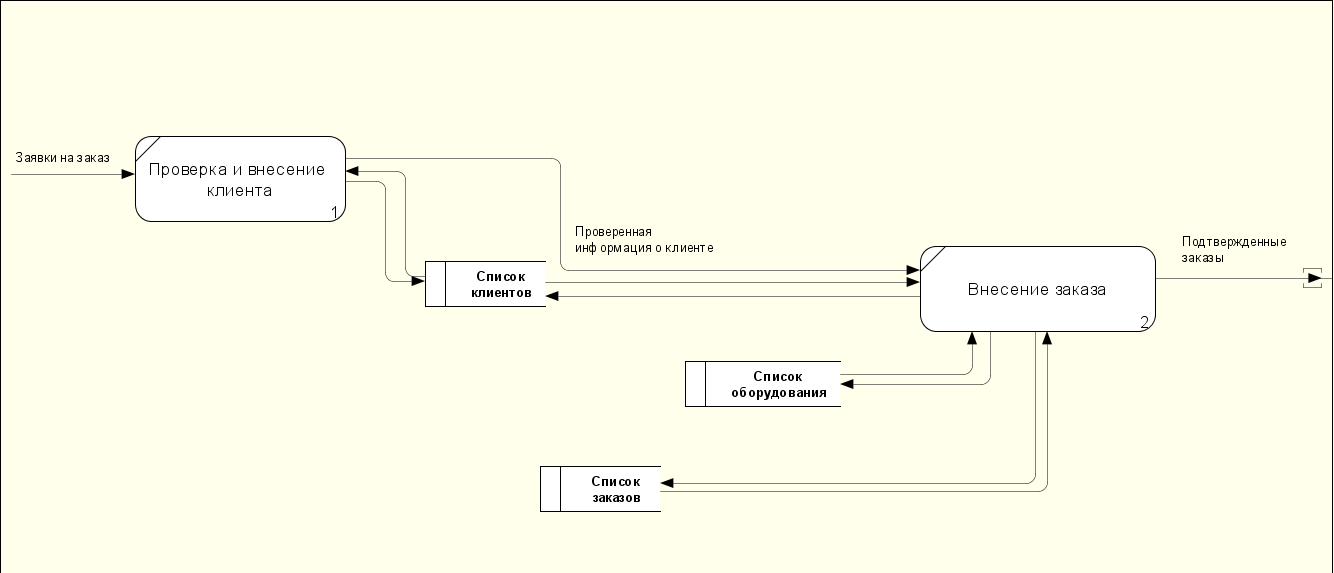 Заявки на заказ
Проверка и внесение
клиента
1
Проверенная
информация о клиенте
Подтвержденные
заказы
Список
клиентов
Внесение заказа
2
Список
оборудования
Список
заказов